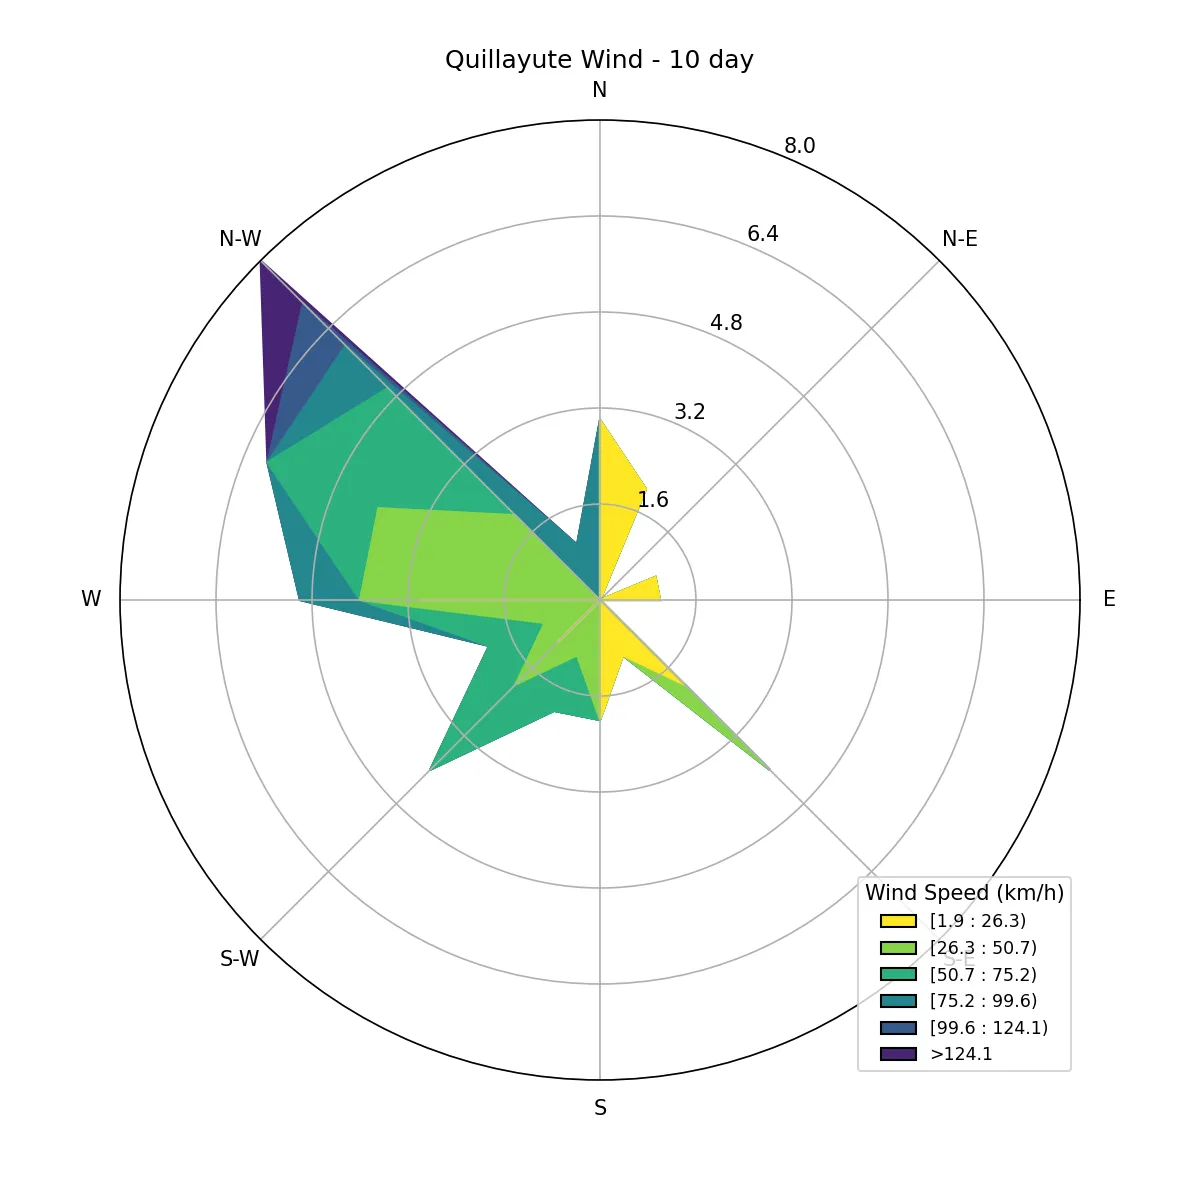 Quillayute Wind - 10 day
N
8.0
N-W
6.4
N-E
4.8
3.2
1.6
W
E
Wind Speed (km/h)
[1.9 : 26.3)
[26.3 : 50.7)
S-W
S-E
[50.7 : 75.2)
[75.2 : 99.6)
[99.6 : 124.1)
>124.1
S